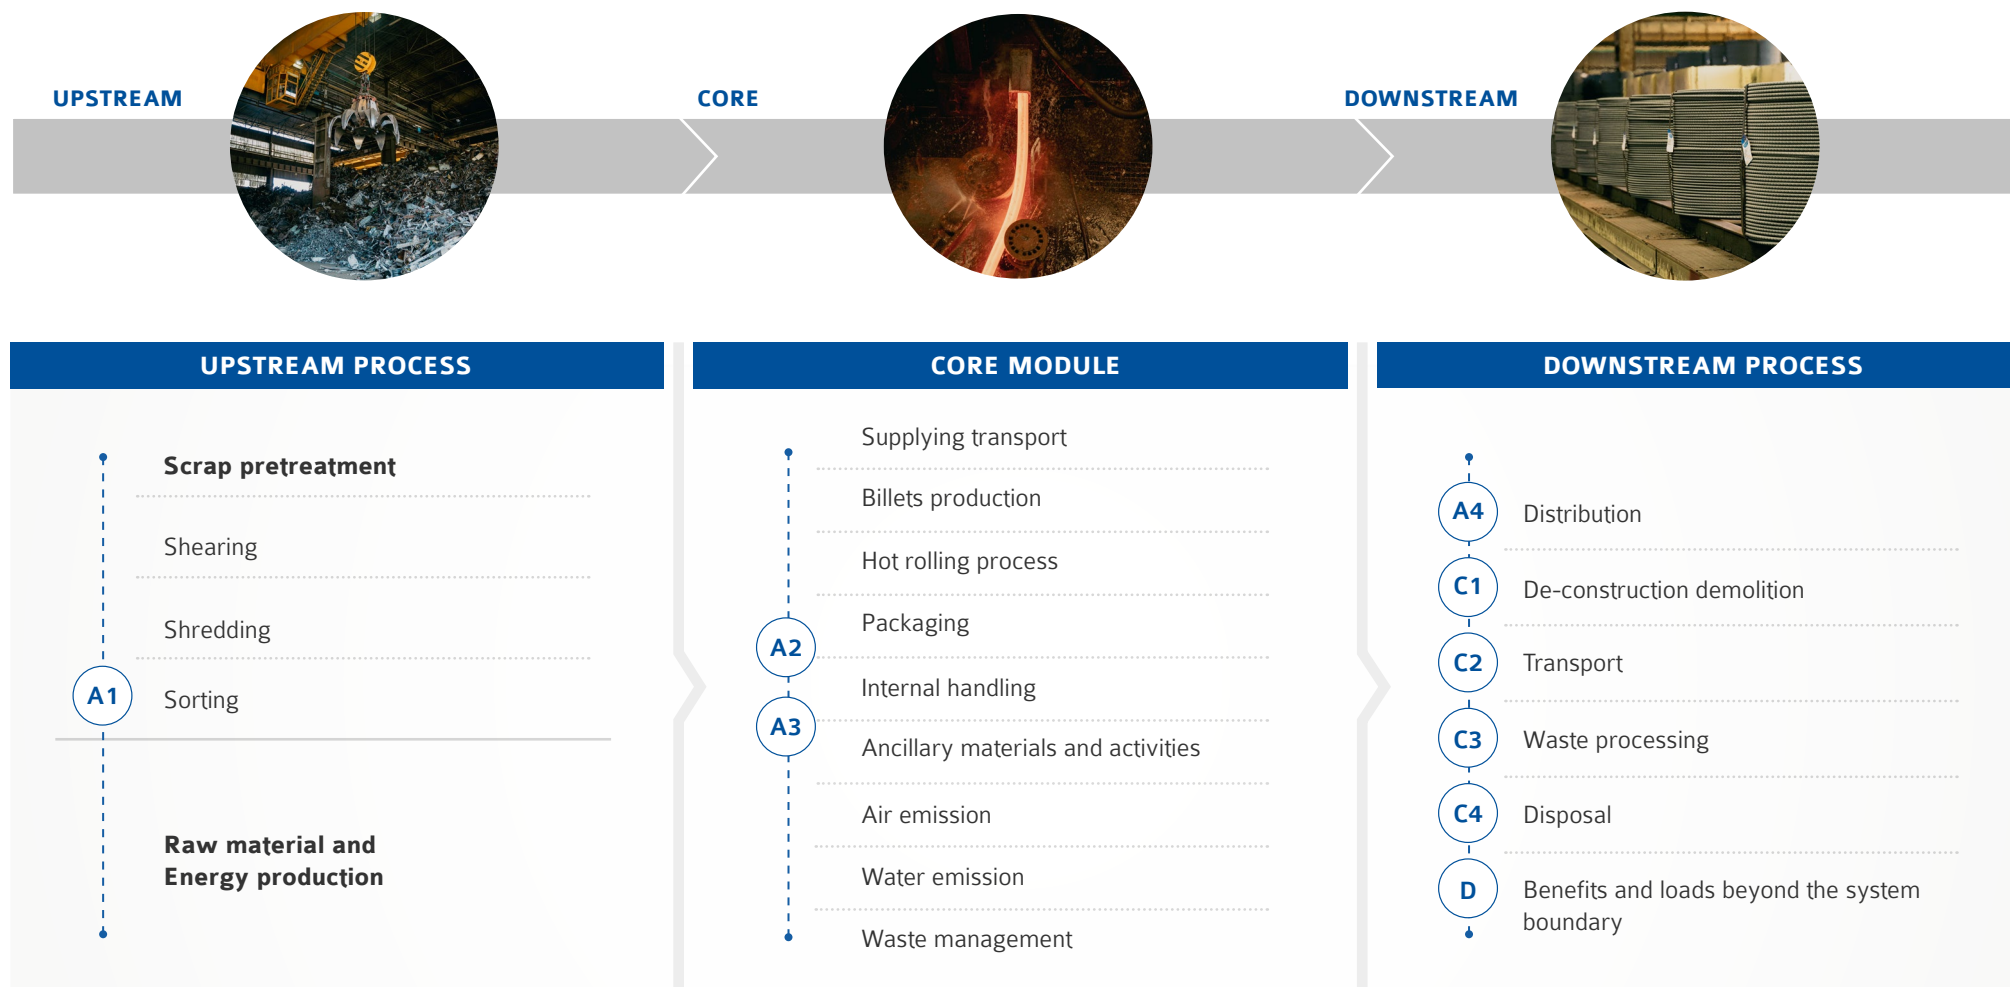 UPSTREAM
CORE
DOWNSTREAM
UPSTREAM PROCESS
Scrap pretreatment
Shearing
Shredding
A1
Sorting
Raw material and
Energy production
CORE MODULE
Supplying transport
Billets production
Hot rolling process
Packaging
A2
Internal handling
A3
Ancillary materials and activities
Air emission
Water emission
Waste management
DOWNSTREAM PROCESS
A4 Distribution
C1 De-construction demolition
C2 Transport
C3 Waste processing
C4 Disposal
D Benefits and loads beyond the system
boundary